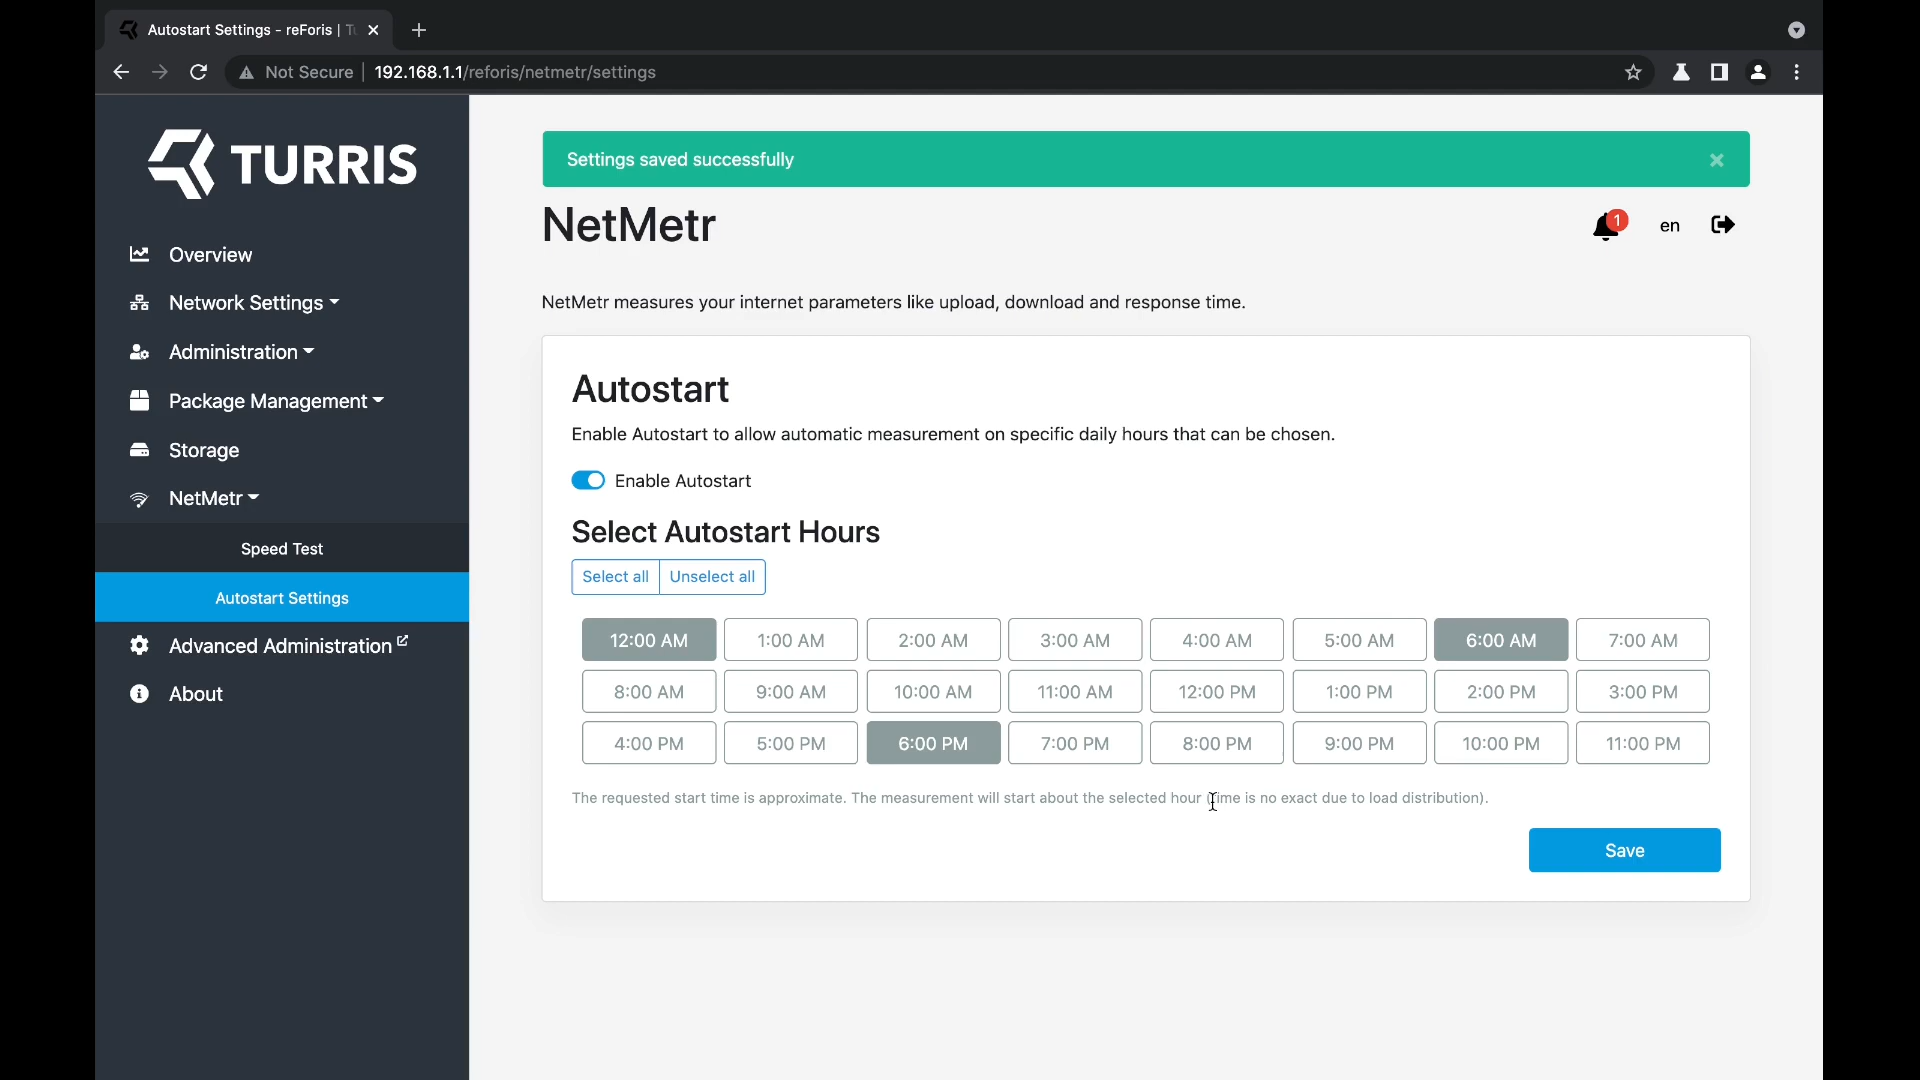 Autostart Settings - reForis |
Not Secure 192.168.1.1/reforis/netmetr/settings
TURRIS
Overview
Network Settings
Administration
Package Management
Storage
NetMetr
Speed Test
Autostart Settings
Advanced Administration
About
Settings saved successfully
NetMetr
1
en
NetMetr measures your internet parameters like upload, download and response time.
Autostart
Enable Autostart to allow automatic measurement on specific daily hours that can be chosen.
Enable Autostart
Select Autostart Hours
Select all Unselect all
12:00 AM 1:00 AM 2:00 AM 3:00 AM 4:00 AM 5:00 AM 6:00 AM 7:00 AM
8:00 AM 9:00 AM 10:00 AM 11:00 AM 12:00 PM 1:00 PM 2:00 PM 3:00 PM
4:00 PM 5:00 PM 6:00 PM 7:00 PM 8:00 PM 9:00 PM 10:00 PM 11:00 PM
The requested start time is approximate. The measurement will start about the selected hour (time is no exact due to load distribution).
Save